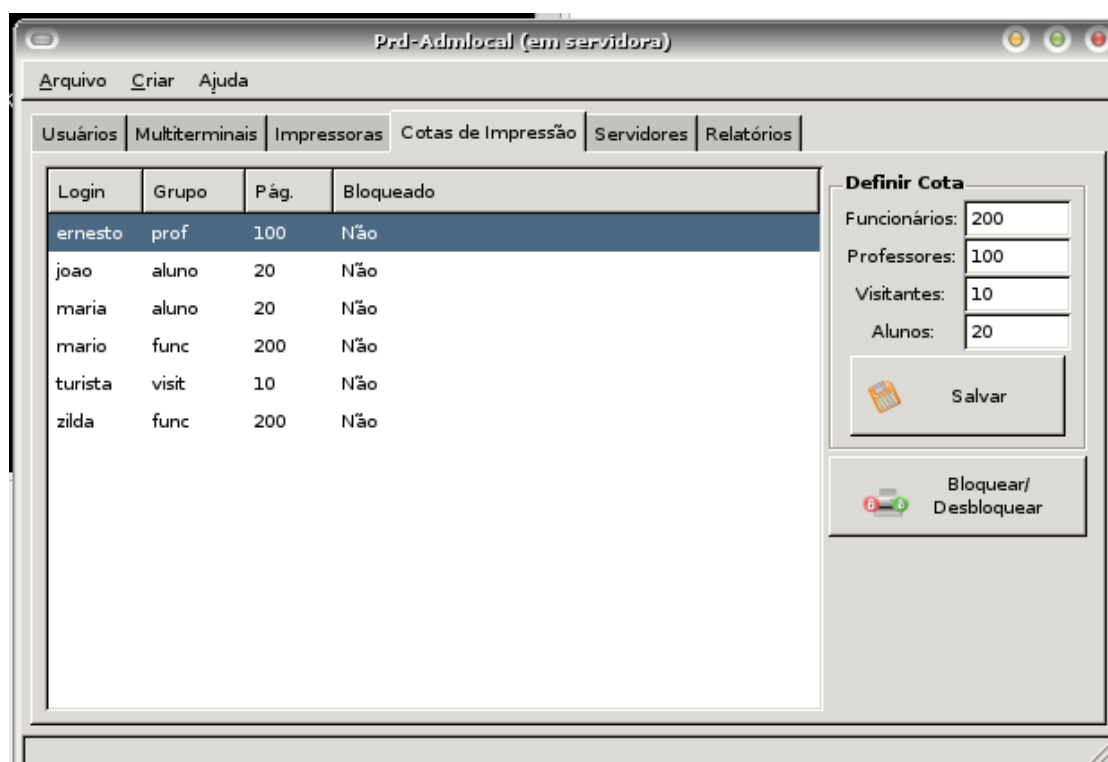 Prd-Admlocal (em servidora)
Arquivo Criar Ajuda
Usuários Multiterminais Impressoras Cotas de Impressão Servidores Relatórios
Login Grupo Pág. Bloqueado
ernesto prof 100 Não
joao aluno 20 Não
maria aluno 20 Não
mario func 200 Não
turista visit 10 Não
zilda func 200 Não
Definir Cota
Funcionários: 200
Professores: 100
Visitantes: 10
Alunos: 20
Salvar
Bloquear/
Desbloquear